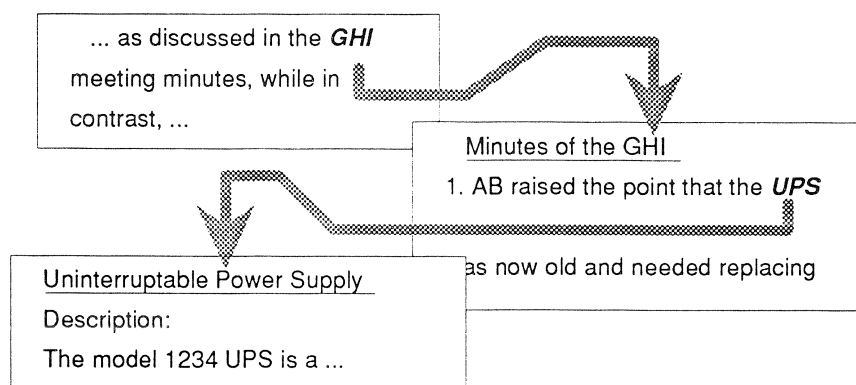 ... as discussed in the GHI
meeting minutes, while in
contrast, ...
Minutes of the GHI
1. AB raised the point that the UPS
as now old and needed replacing
Uninterruptable Power Supply
Description:
The model 1234 UPS is a ...